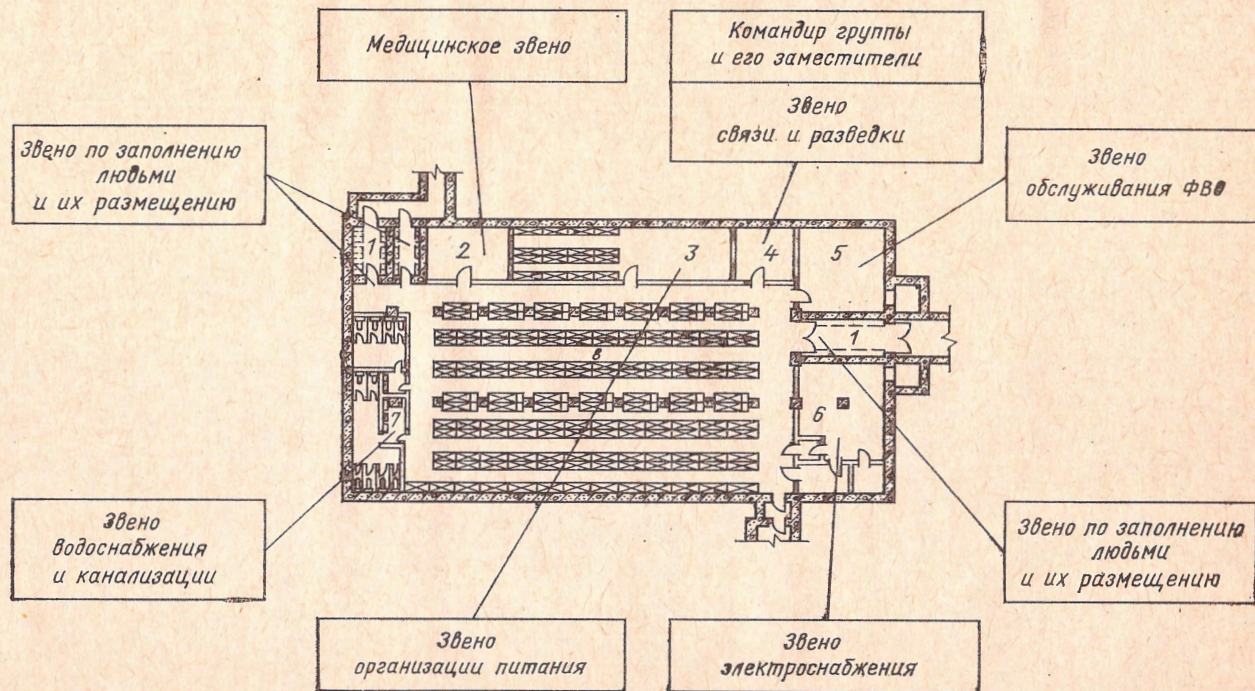 Медицинское звено
Командир группы
и его заместители
Звено
связи и разведки
Звено по заполнению
людьми
и их размещению
Звено
обслуживания ФВО
1
2
3
4
5
1
8
6
7
Звено
водоснабжения
и канализации
Звено по заполнению
людьми
и их размещению
Звено
организации питания
Звено
электроснабжения